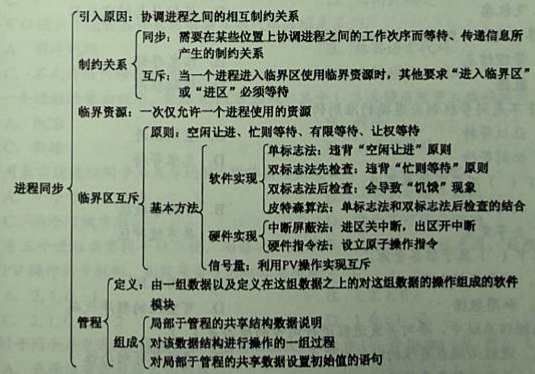 引入原因：协调进程之间的相互制约关系
同步：需要在某些位置上协调进程之间的工作次序而等待、传递信息所
产生的制约关系
制约关系
互斥：当一个进程进入临界区使用临界资源时，其他要求“进入临界区”
或“进区”必须等待
临界资源：一次仅允许一个进程使用的资源
原则：空闲让进、忙则等待、有限等待、让权等待
单标志法：违背“空闲让进”原则
双标志法先检查：违背“忙则等待”原则
软件实现
双标志法后检查：会导致“饥饿”现象
进程同步
临界区互斥
皮特森算法：单标志法和双标志法后检查的结合
基本方法
中断屏蔽法：进区关中断，出区开中断
硬件实现
硬件指令法：设立原子操作指令
信号量：利用PV操作实现互斥
定义：由一组数据以及定义在这组数据之上的对这组数据的操作组成的软件
模块
管程
局部于管程的共享结构数据说明
组成
对该数据结构进行操作的一组过程
对局部于管程的共享数据设置初始值的语句